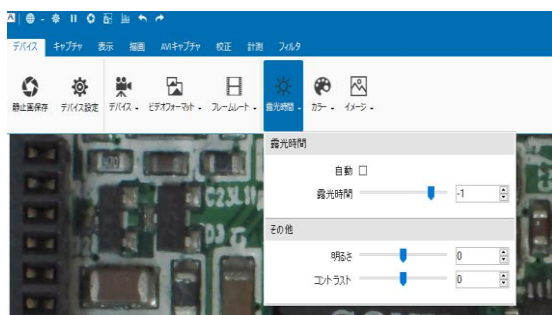 デバイス キャプチャ 表示 描画 AVIキャプチャ 校正 計測 フィルタ
静止画保存 デバイス設定 デバイス ビデオフォーマット フレームレート 露光時間 カラー イメージ
露光時間
自動
露光時間 -1
その他
明るさ 0
コントラスト 0
C23 L11
D3